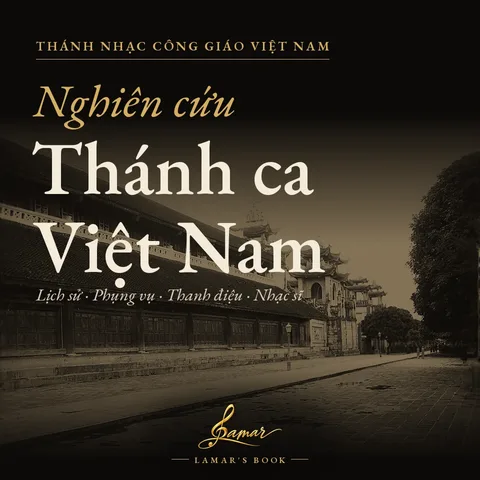 THÁNH NHẠC CÔNG GIÁO VIỆT NAM
Nghiên cứu
Thánh ca
Việt Nam
Lịch sử · Phụng vụ · Thanh điệu · Nhạc sĩ
Lamar
LAMAR'S BOOK